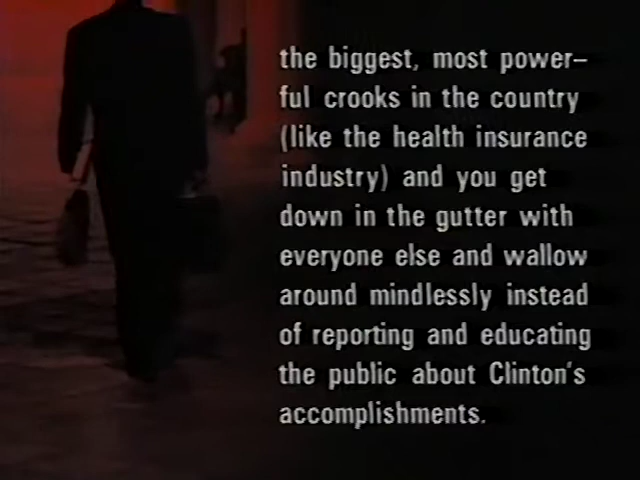 the biggest, most power-
ful crooks in the country
(like the health insurance
industry) and you get
down in the gutter with
everyone else and wallow
around mindlessly instead
of reporting and educating
the public about Clinton's
accomplishments.